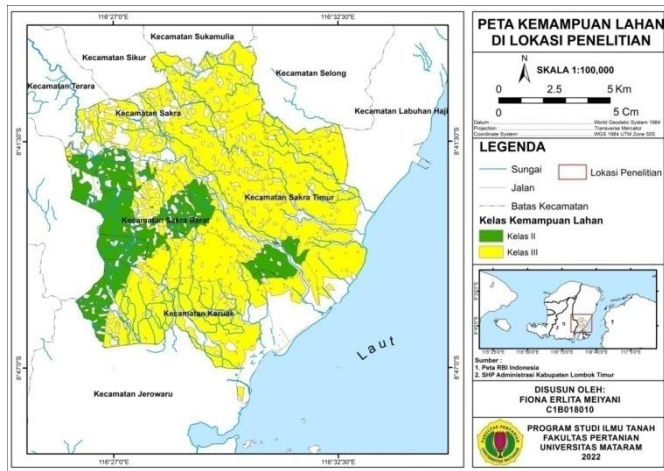 116°27'0"E
116°32'30"E
Kecamatan Sukamulia
Kecamatan Sikur
Kecamatan Selong
Kecamatan Terara
Kecamatan Labuhan Haji
Kecamatan Sakra
8°41'30"S
8°41'30"S
Kecamatan Sakra Timur
Kecamatan Sakra Barat
Kecamatan Keruak
Laut
8°47'0"S
8°47'0"S
Kecamatan Jerowaru
116°27'0"E
116°32'30"E
PETA KEMAMPUAN LAHAN
DI LOKASI PENELITIAN
N
SKALA 1:100,000
0 2.5 5 Km
0 5 Cm
Datum : World Geodetic System 1984
Projection : Transverse Mercator
Coordinate System : WGS 1984 UTM Zone 50S
LEGENDA
Sungai
Lokasi Penelitian
Jalan
Batas Kecamatan
Kelas Kemampuan Lahan
Kelas II
Kelas III
Sumber :
1. Peta RBI Indonesia
2. SHP Administrasi Kabupaten Lombok Timur
DISUSUN OLEH:
FIONA ERLITA MEIYANI
C1B018010
PROGRAM STUDI ILMU TANAH
FAKULTAS PERTANIAN
UNIVERSITAS MATARAM
2022